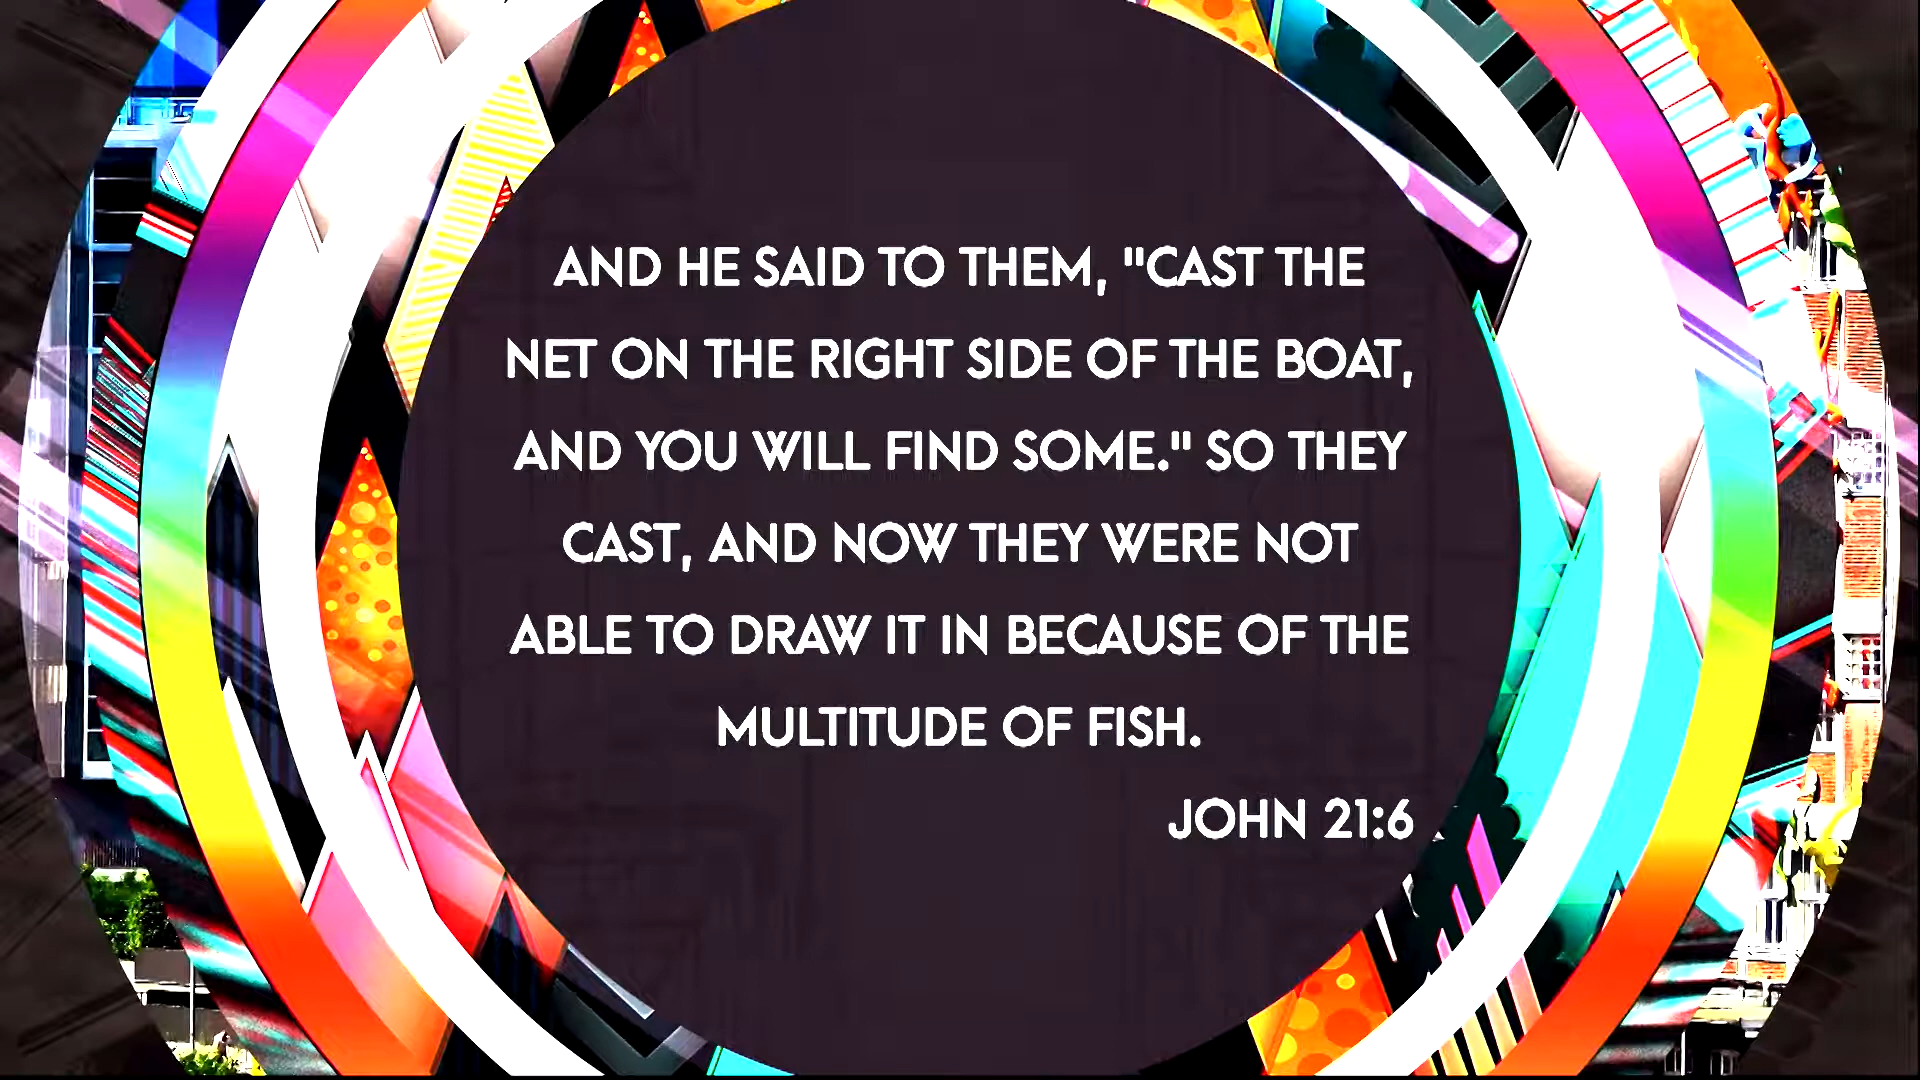 AND HE SAID TO THEM, "CAST THE
NET ON THE RIGHT SIDE OF THE BOAT,
AND YOU WILL FIND SOME." SO THEY
CAST, AND NOW THEY WERE NOT
ABLE TO DRAW IT IN BECAUSE OF THE
MULTITUDE OF FISH.
JOHN 21:6